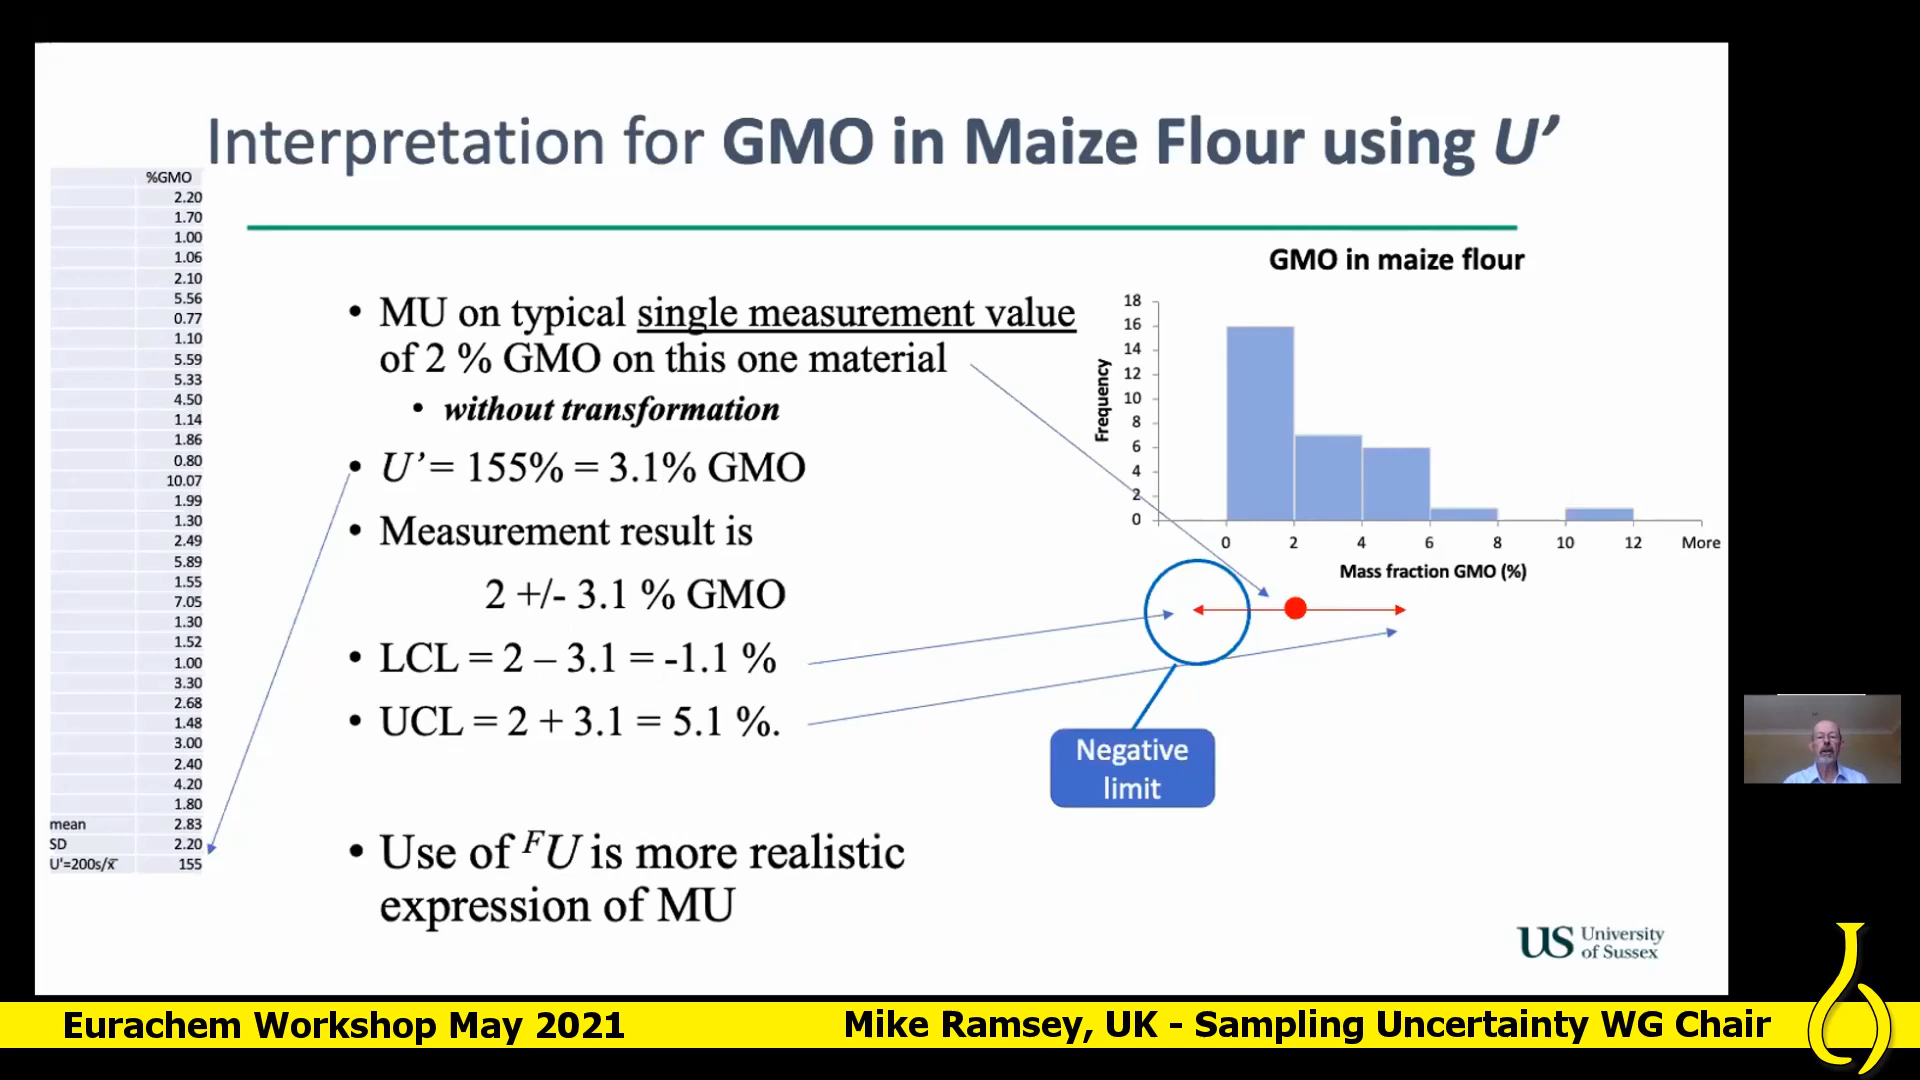 Interpretation for GMO in Maize Flour using U’
%GMO
2.20
1.70
1.00
1.06
2.10
5.56
0.77
1.10
5.59
5.33
4.50
1.14
1.86
0.80
10.07
1.99
1.30
2.49
5.89
1.55
7.05
1.30
1.52
1.00
3.30
2.68
1.48
3.00
2.40
4.20
1.80
mean 2.83
SD 2.20
U'=200s/x̅ 155
• MU on typical single measurement value
of 2 % GMO on this one material
• without transformation
• U’= 155% = 3.1% GMO
• Measurement result is
2 +/- 3.1 % GMO
• LCL = 2 – 3.1 = -1.1 %
• UCL = 2 + 3.1 = 5.1 %.
• Use of ᶠU is more realistic
expression of MU
GMO in maize flour
Frequency
18
16
14
12
10
8
6
4
2
0
0 2 4 6 8 10 12 More
Mass fraction GMO (%)
Negative
limit
US University
of Sussex
Eurachem Workshop May 2021
Mike Ramsey, UK - Sampling Uncertainty WG Chair